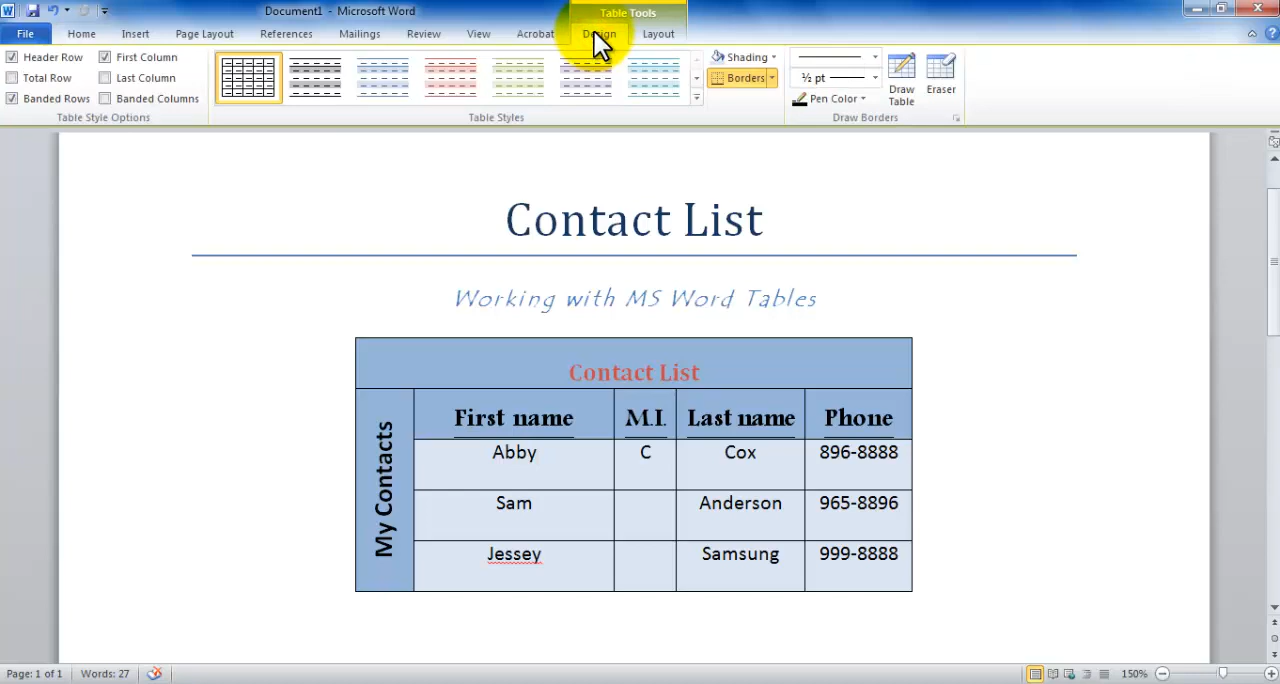 Document1 - Microsoft Word
Table Tools
File Home Insert Page Layout References Mailings Review View Acrobat Design Layout
Header Row First Column
Total Row Last Column
Banded Rows Banded Columns
Table Style Options
Table Styles
Shading
Borders
½ pt
Pen Color
Draw Table
Eraser
Draw Borders
Contact List
Working with MS Word Tables
Contact List
My Contacts
First name M.I. Last name Phone
Abby C Cox 896-8888
Sam Anderson 965-8896
Jessey Samsung 999-8888
Page: 1 of 1 Words: 27 150%